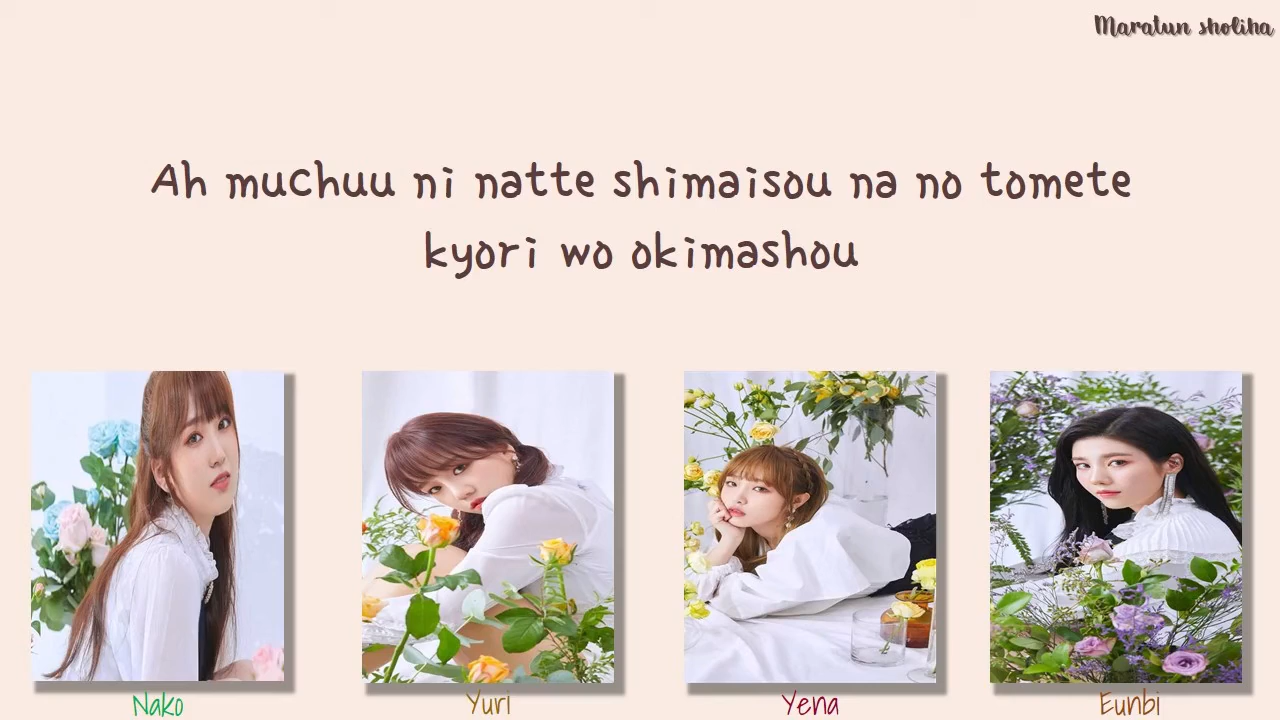 Maratun sholiha
Ah muchuu ni natte shimaisou na no tomete
kyori wo okimashou
Nako
Yuri
Yena
Eunbi